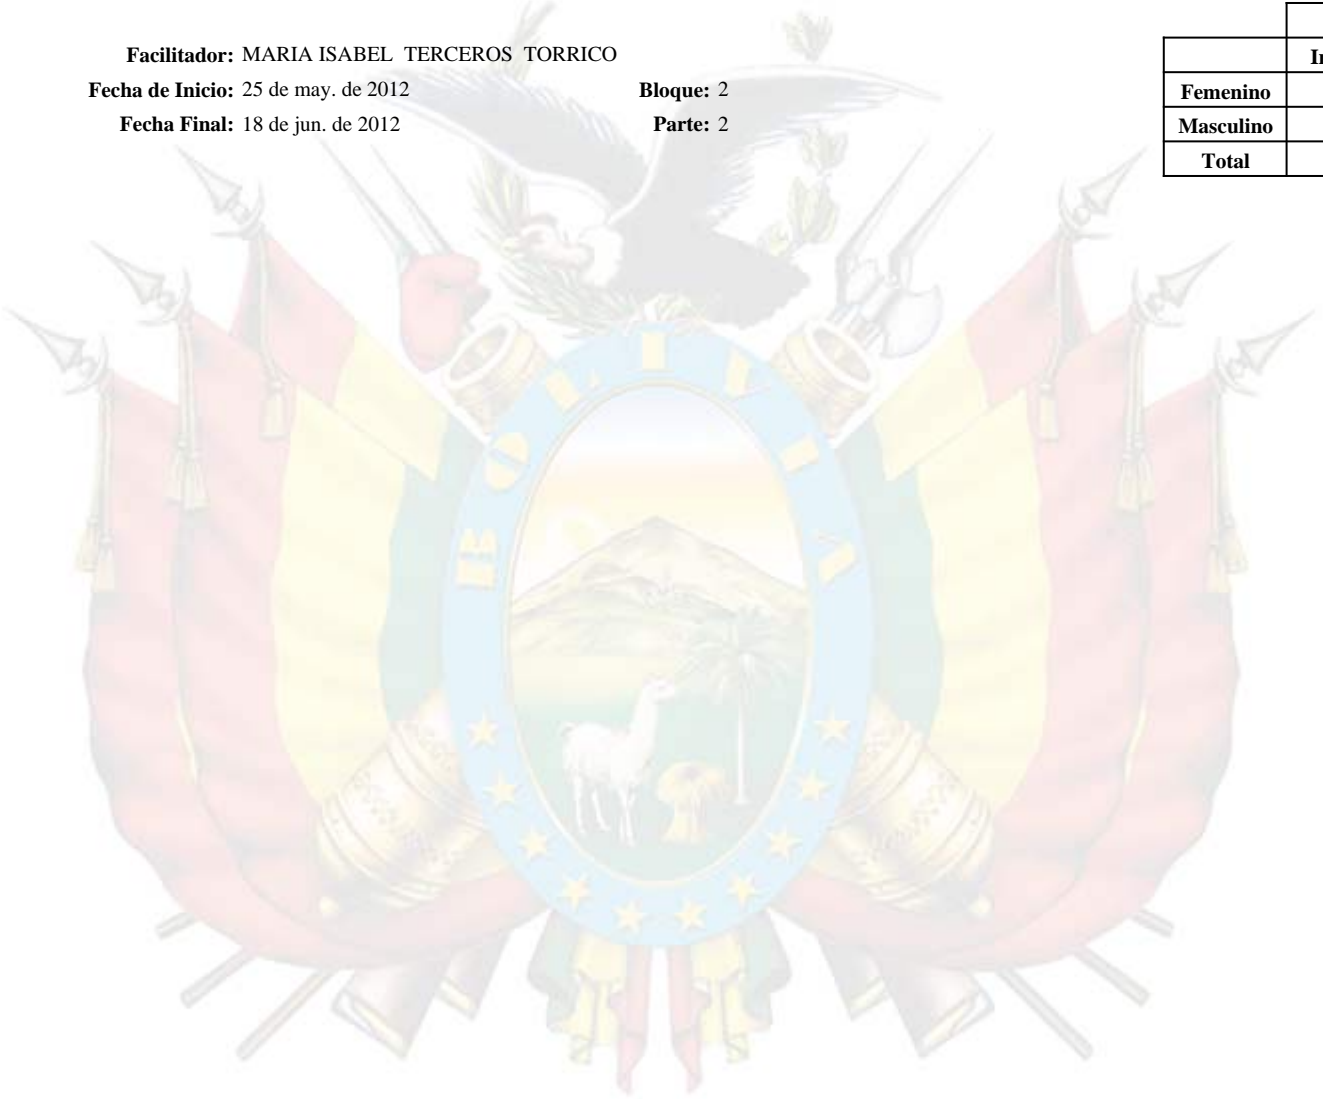 Facilitador: MARIA ISABEL TERCEROS TORRICO
Fecha de Inicio: 25 de may. de 2012 Bloque: 2
Fecha Final: 18 de jun. de 2012 Parte: 2
Femenino
Masculino
Total
BOLIVIA